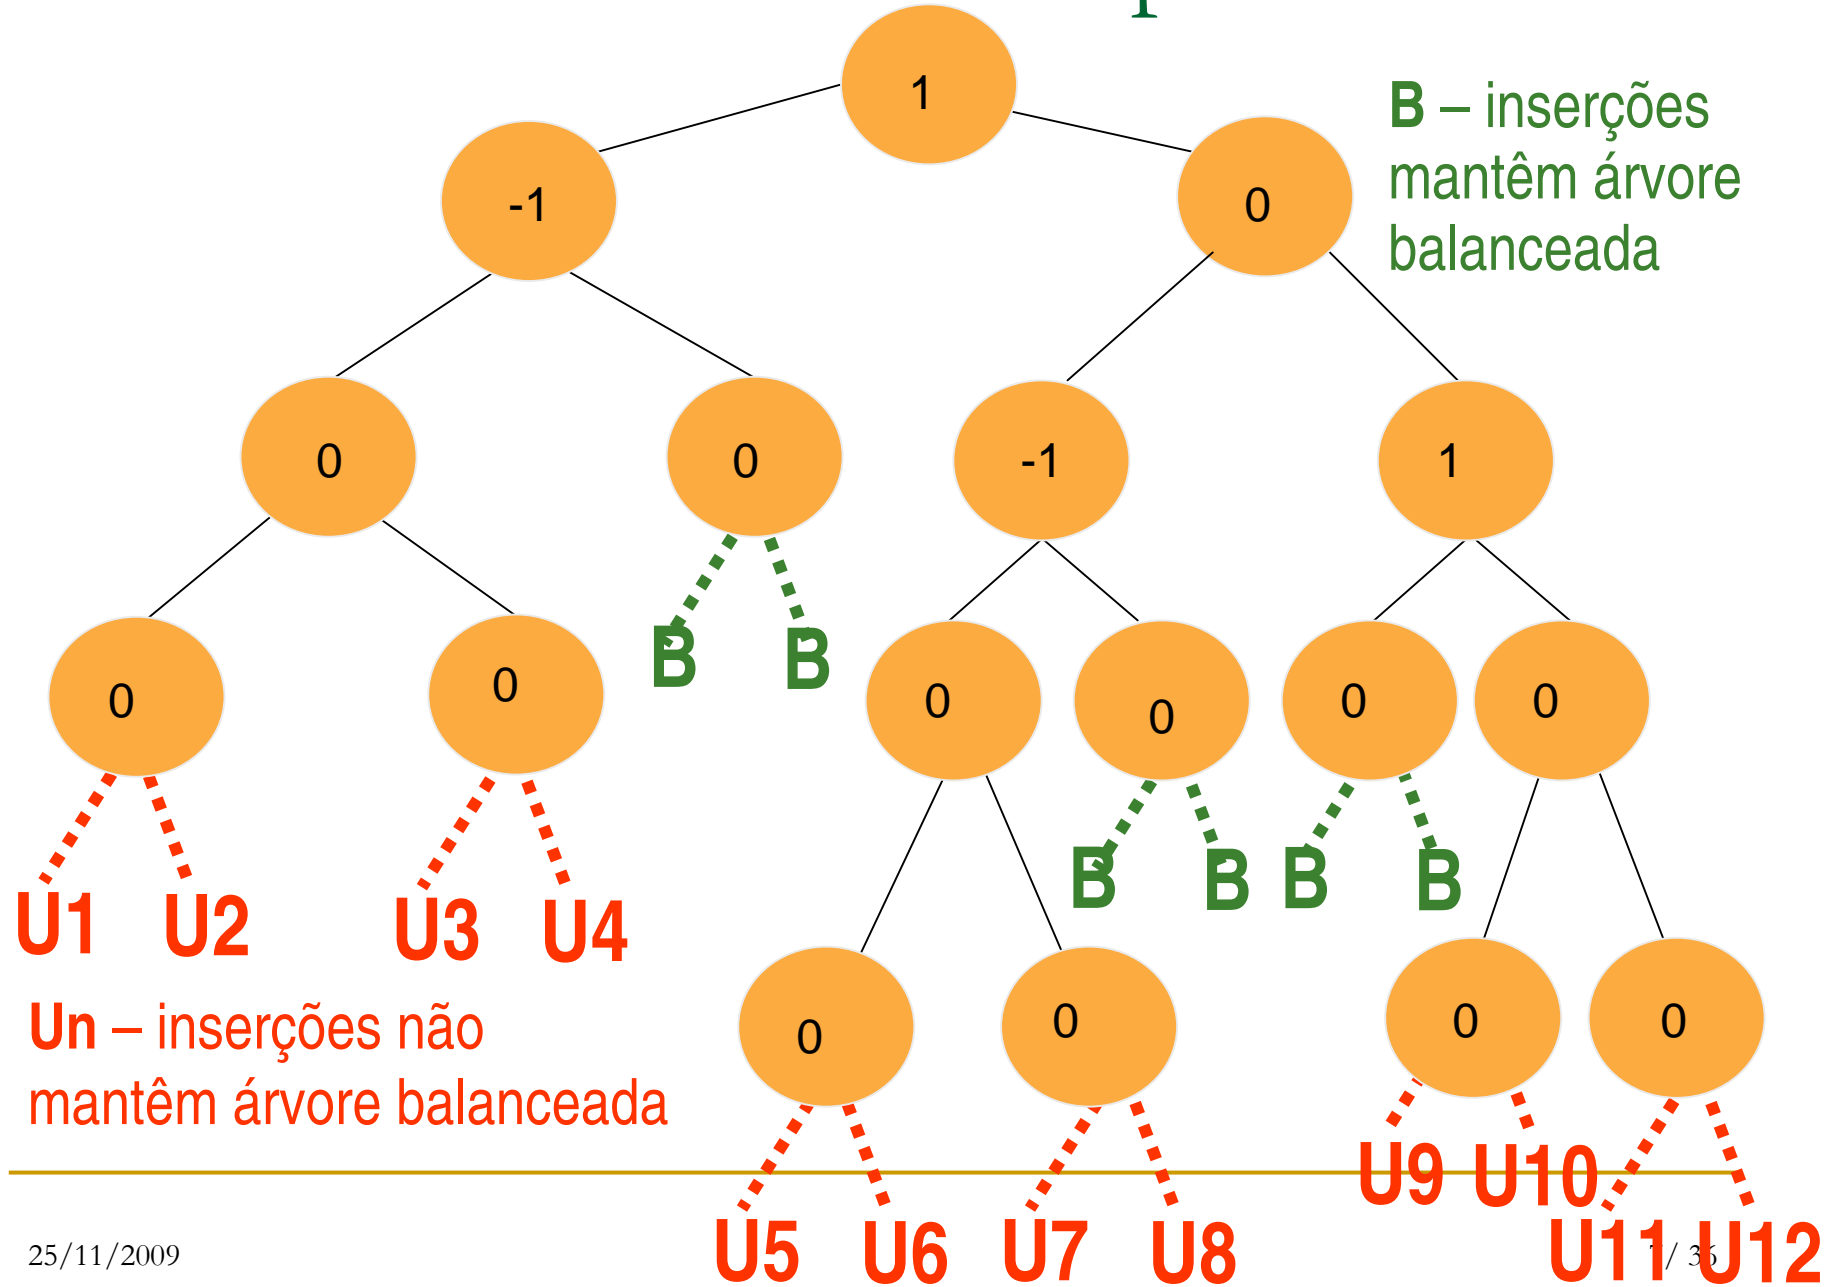 1
B – inserções
mantêm árvore
balanceada
-1
0
0
0
-1
1
0
0
B
B
0
0
0
0
B
B
B
B
U1
U2
U3
U4
0
0
0
0
Un – inserções não
mantêm árvore balanceada
U9
U10
U5
U6
U7
U8
U11
U12
25/11/2009
7/ 36